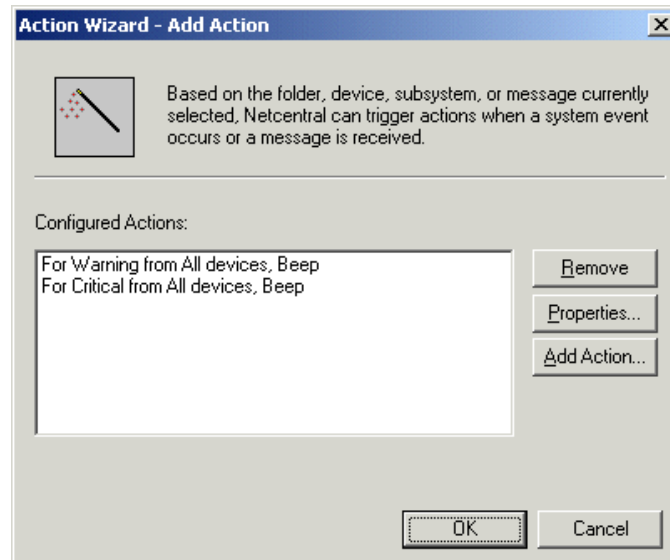 Action Wizard - Add Action
Based on the folder, device, subsystem, or message currently
selected, Netcentral can trigger actions when a system event
occurs or a message is received.
Configured Actions:
For Warning from All devices, Beep
For Critical from All devices, Beep
Remove
Properties...
Add Action...
OK
Cancel